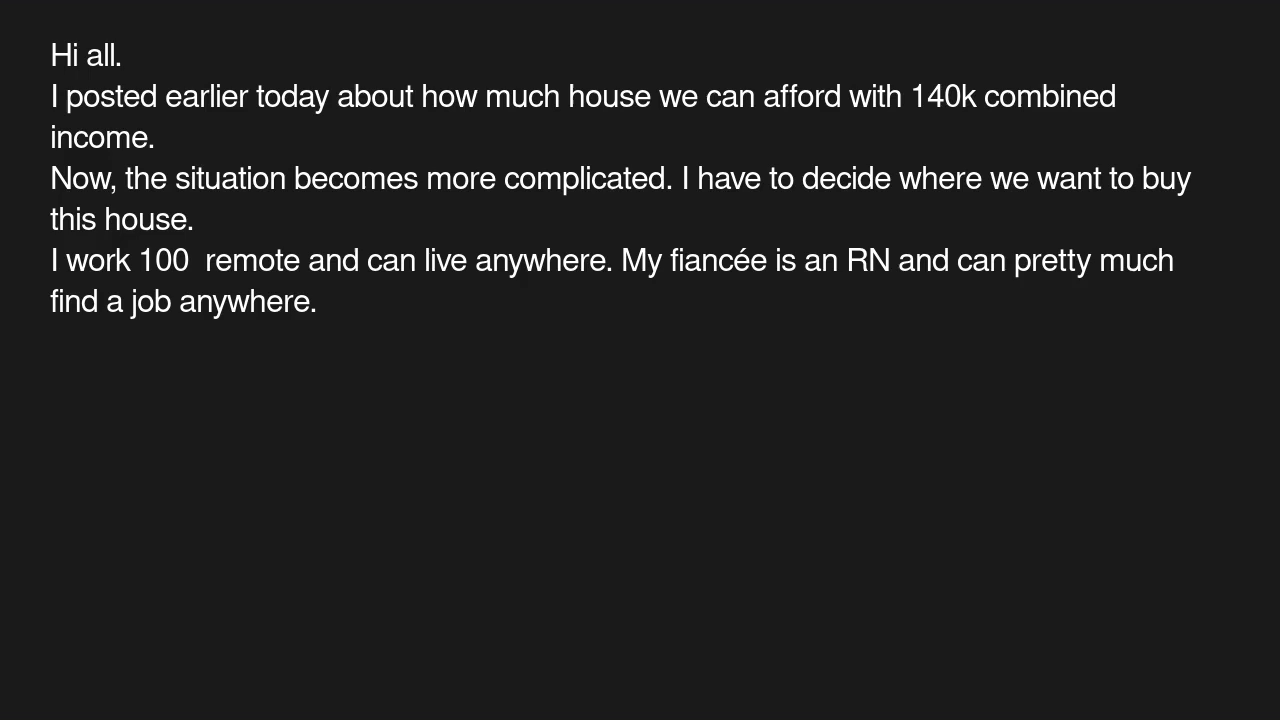 Hi all.
I posted earlier today about how much house we can afford with 140k combined
income.
Now, the situation becomes more complicated. I have to decide where we want to buy
this house.
I work 100  remote and can live anywhere. My fiancée is an RN and can pretty much
find a job anywhere.